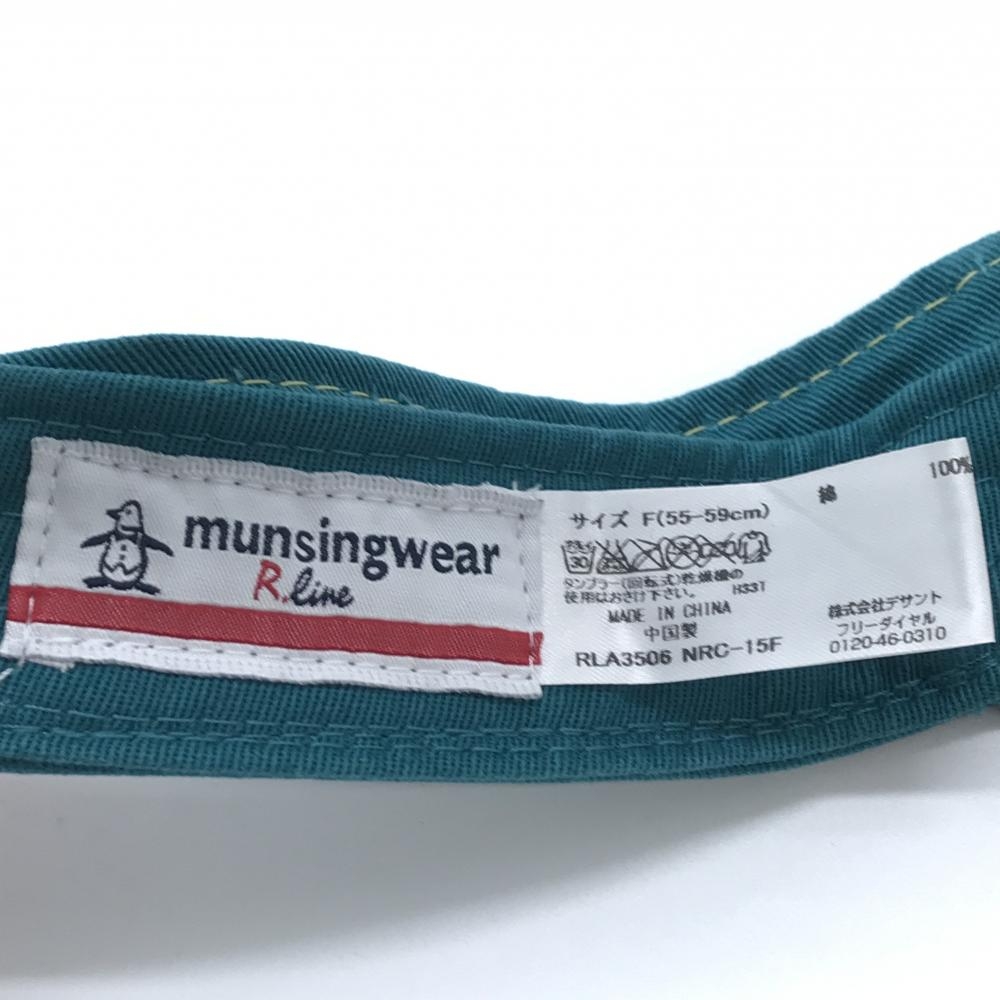 munsingwear
R.line
サイズ F(55-59cm)
30
タンブラー(回転式)乾燥機の
使用はおさけ下さい。 H33T
MADE IN CHINA
中国製
RLA3506 NRC-15F
綿 100%
株式会社デサント
フリーダイヤル
0120-46-0310